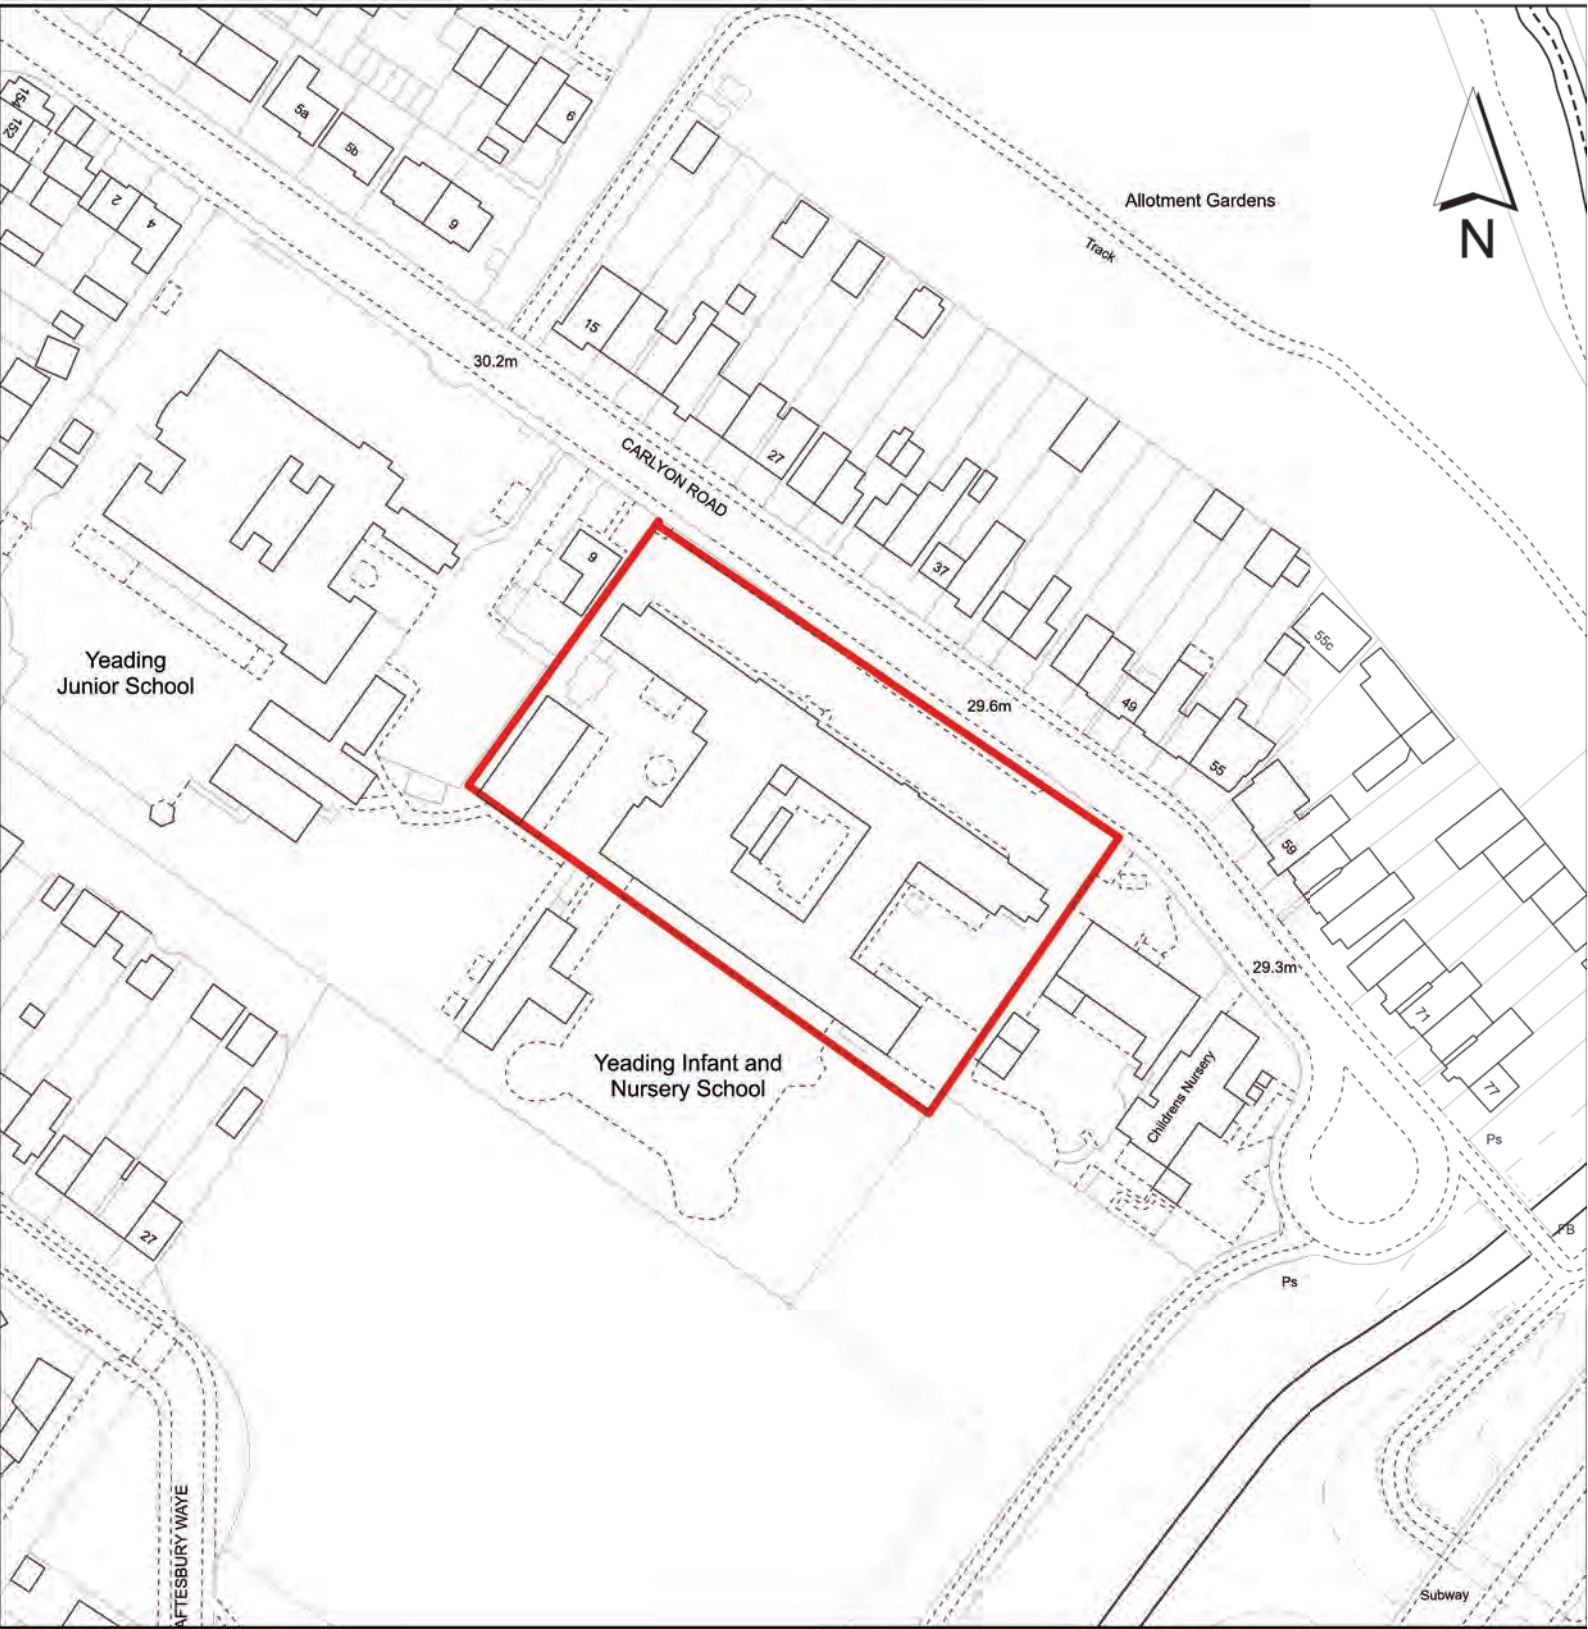 154
152
2
4
5a
5b
9
6
Allotment Gardens
Track
N
15
30.2m
CARLYON ROAD
27
9
37
Yeading
Junior School
29.6m
49
55
55c
59
29.3m
71
77
Yeading Infant and
Nursery School
Childrens Nursery
Ps
FB
Ps
27
AFTESBURY WAYE
Subway